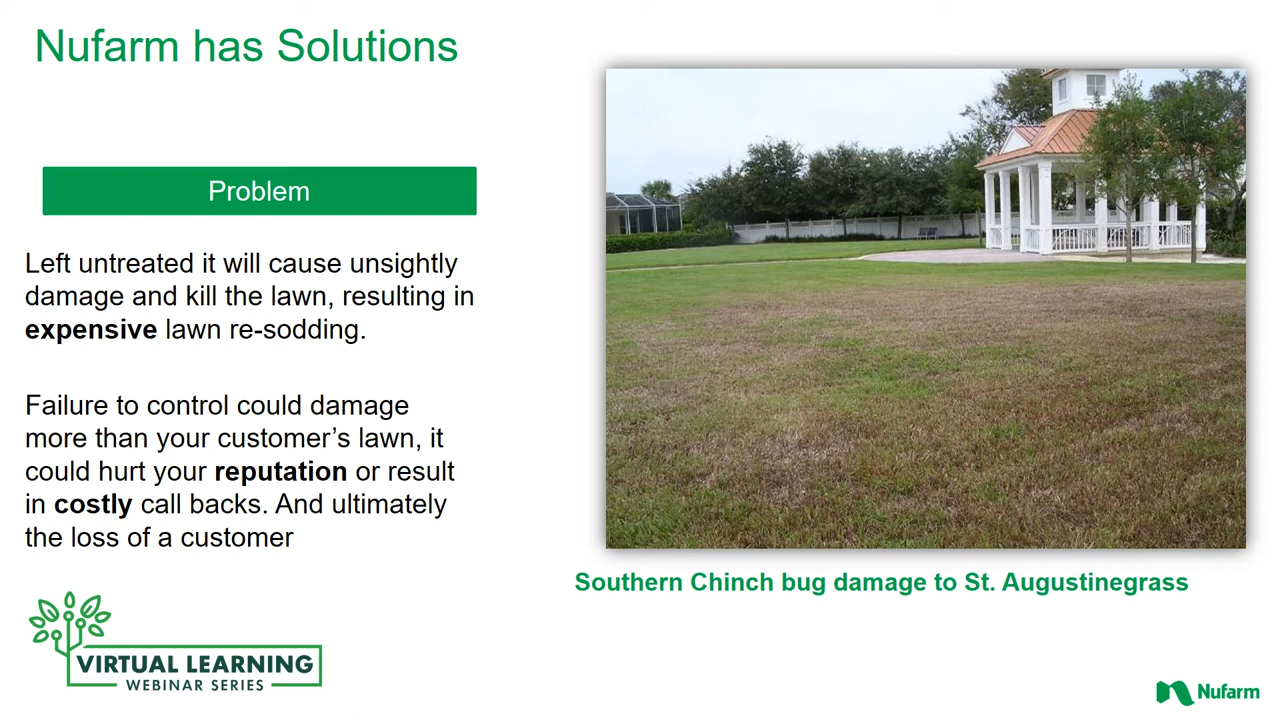 Nufarm has Solutions
Problem
Left untreated it will cause unsightly
damage and kill the lawn, resulting in
expensive lawn re-sodding.
Failure to control could damage
more than your customer’s lawn, it
could hurt your reputation or result
in costly call backs. And ultimately
the loss of a customer
Southern Chinch bug damage to St. Augustinegrass
VIRTUAL LEARNING
WEBINAR SERIES
Nufarm